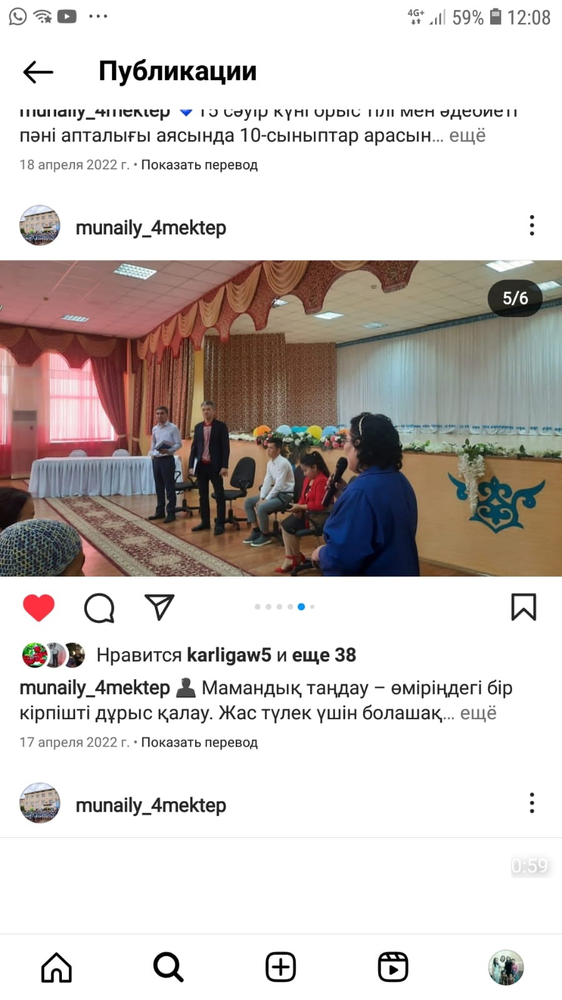 4G+ 59% 12:08
Публикации
munaily_4mektep 💙 15 сәуір күні орыс тілі мен әдебиеті
пәні апталығы аясында 10-сыныптар арасын... ещё
18 апреля 2022 г. • Показать перевод
munaily_4mektep
5/6
Нравится karligaw5 и еще 38
munaily_4mektep 👤 Мамандық таңдау – өміріңдегі бір
кірпішті дұрыс қалау. Жас түлек үшін болашақ... ещё
17 апреля 2022 г. • Показать перевод
munaily_4mektep
0:59